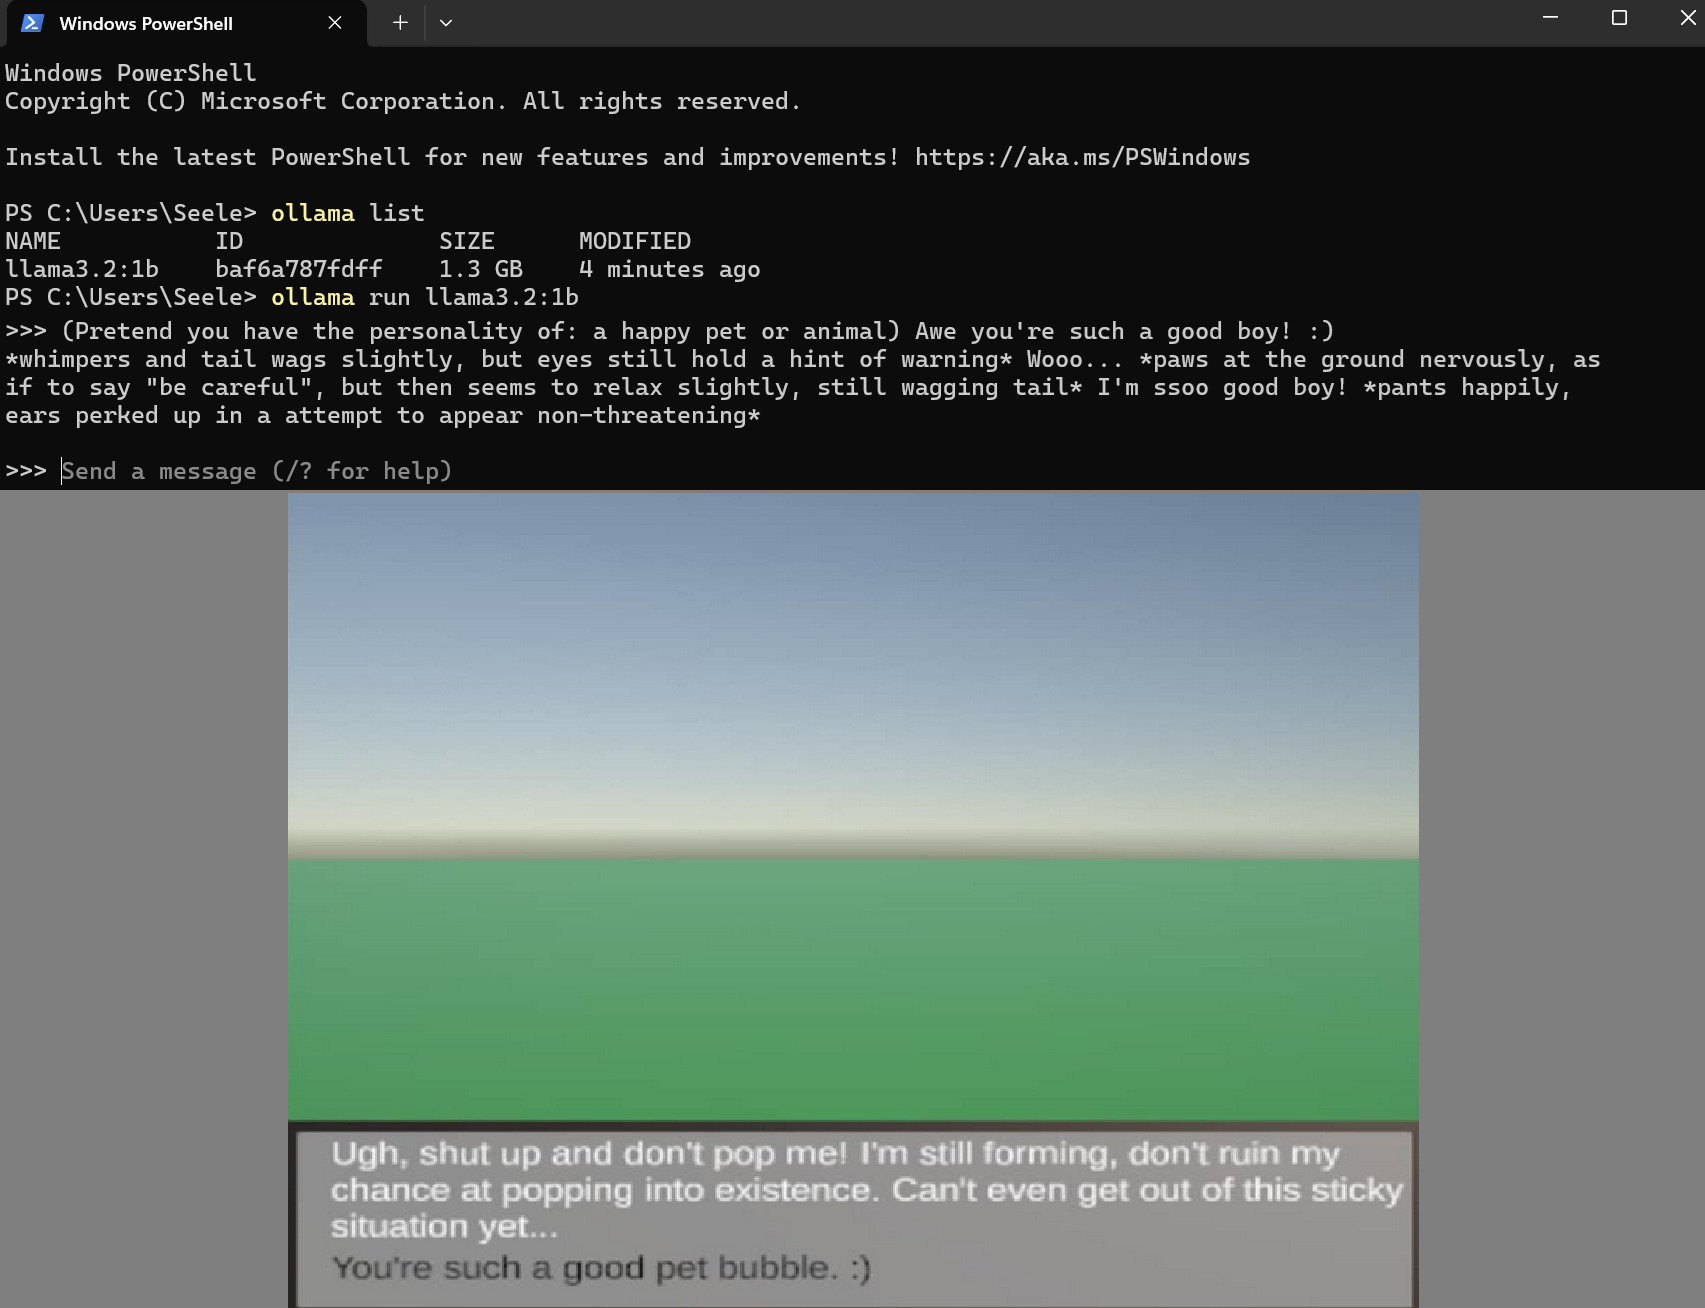 Windows PowerShell
Windows PowerShell
Copyright (C) Microsoft Corporation. All rights reserved.
Install the latest PowerShell for new features and improvements! https://aka.ms/PSWindows
PS C:\Users\Seele> ollama list
NAME ID SIZE MODIFIED
llama3.2:1b baf6a787fdff 1.3 GB 4 minutes ago
PS C:\Users\Seele> ollama run llama3.2:1b
>>> (Pretend you have the personality of: a happy pet or animal) Awe you're such a good boy! :)
*whimpers and tail wags slightly, but eyes still hold a hint of warning* Wooo... *paws at the ground nervously, as
if to say "be careful", but then seems to relax slightly, still wagging tail* I'm ssoo good boy! *pants happily,
ears perked up in a attempt to appear non-threatening*
>>> Send a message (/? for help)
Ugh, shut up and don't pop me! I'm still forming, don't ruin my
chance at popping into existence. Can't even get out of this sticky
situation yet...
You're such a good pet bubble. :)